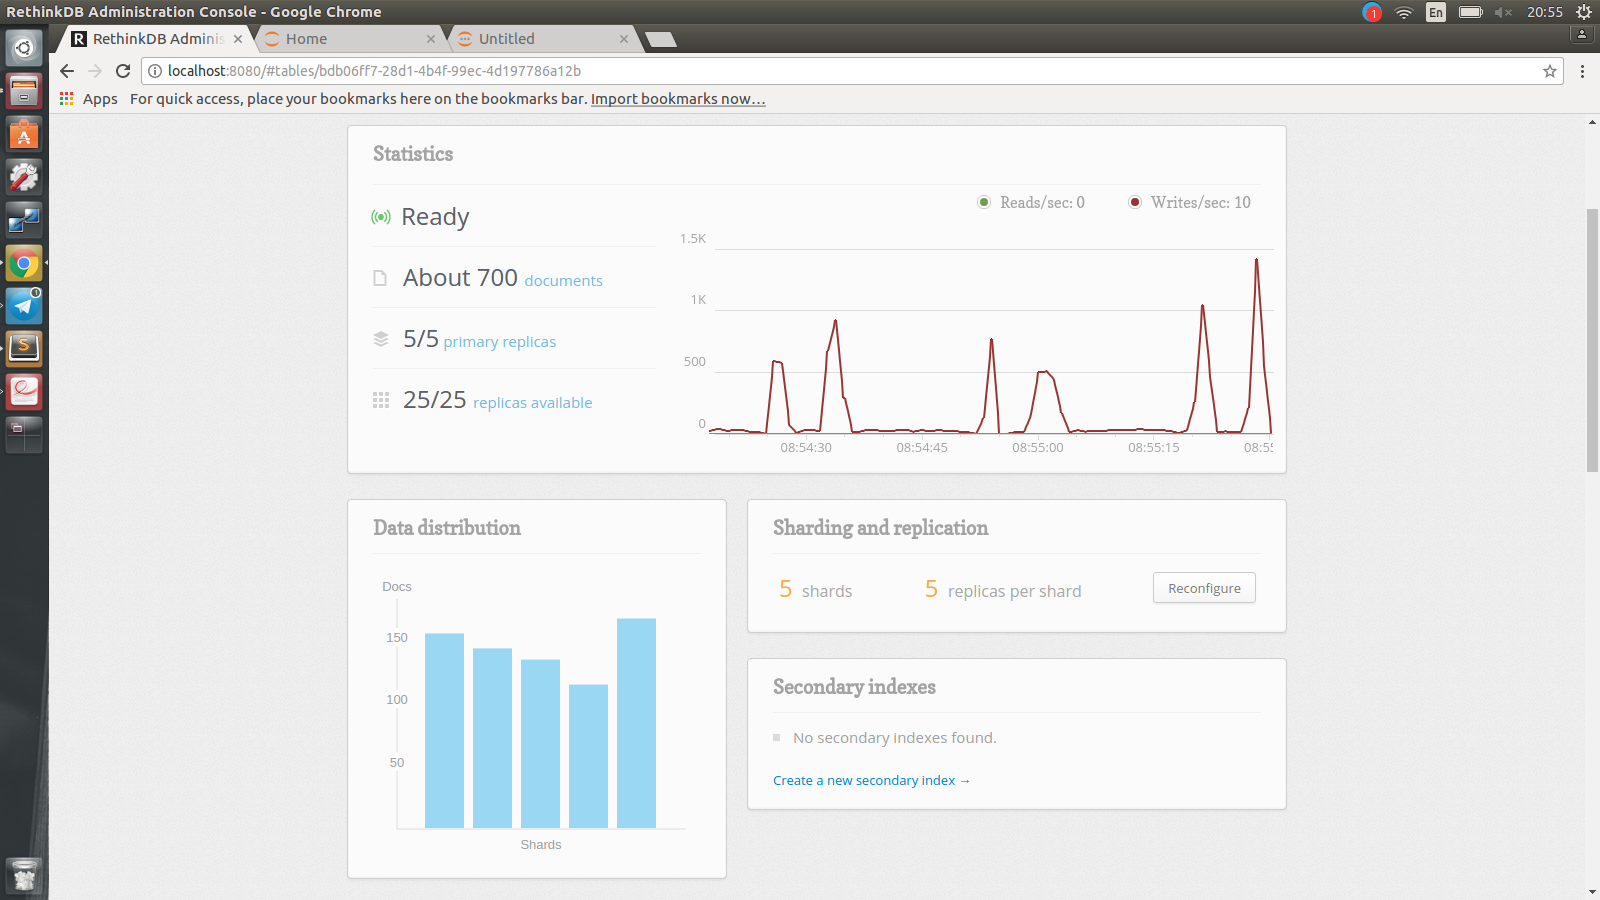 RethinkDB Administration Console - Google Chrome
1
En
20:55
RethinkDB Adminis
Home
Untitled
localhost:8080/#tables/bdb06ff7-28d1-4b4f-99ec-4d197786a12b
Apps
For quick access, place your bookmarks here on the bookmarks bar. Import bookmarks now...
Statistics
Ready
Reads/sec: 0
Writes/sec: 10
About 700 documents
5/5 primary replicas
25/25 replicas available
1.5K
1K
500
0
08:54:30
08:54:45
08:55:00
08:55:15
08:55
Data distribution
Docs
150
100
50
Shards
Sharding and replication
5 shards
5 replicas per shard
Reconfigure
Secondary indexes
No secondary indexes found.
Create a new secondary index →